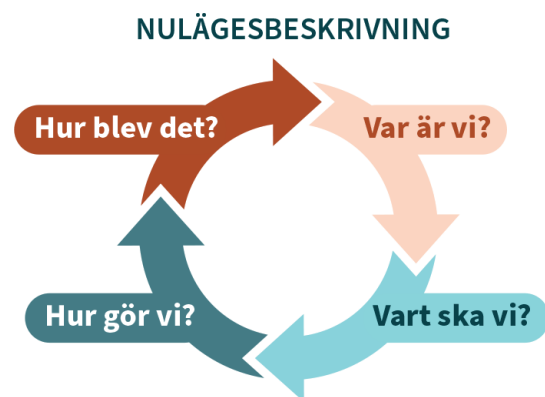 NULÄGESBESKRIVNING
Hur blev det?
Var är vi?
Hur gör vi?
Vart ska vi?